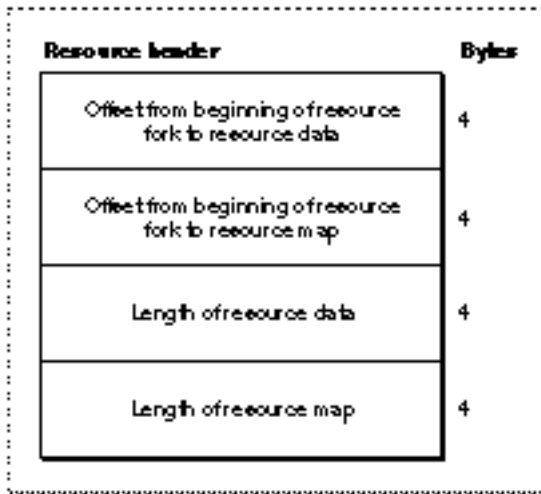 Resource header Bytes
Offset from beginning of resource
fork to resource data
4
Offset from beginning of resource
fork to resource map
4
Length of resource data 4
Length of resource map 4